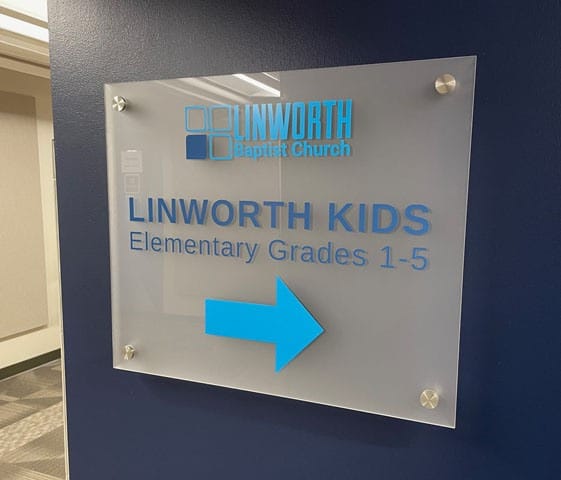 LINWORTH
Baptist Church
LINWORTH KIDS
Elementary Grades 1-5